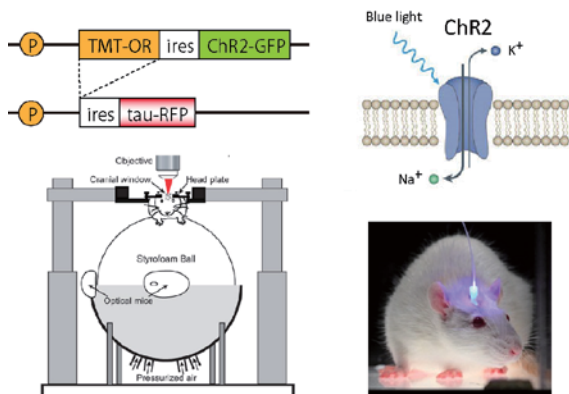 P TMT-OR ires ChR2-GFP
P ires tau-RFP
Blue light
ChR2
K+
Na+
Objective
Cranial window
Head plate
Styrofoam Ball
Optical mice
Pressurized air